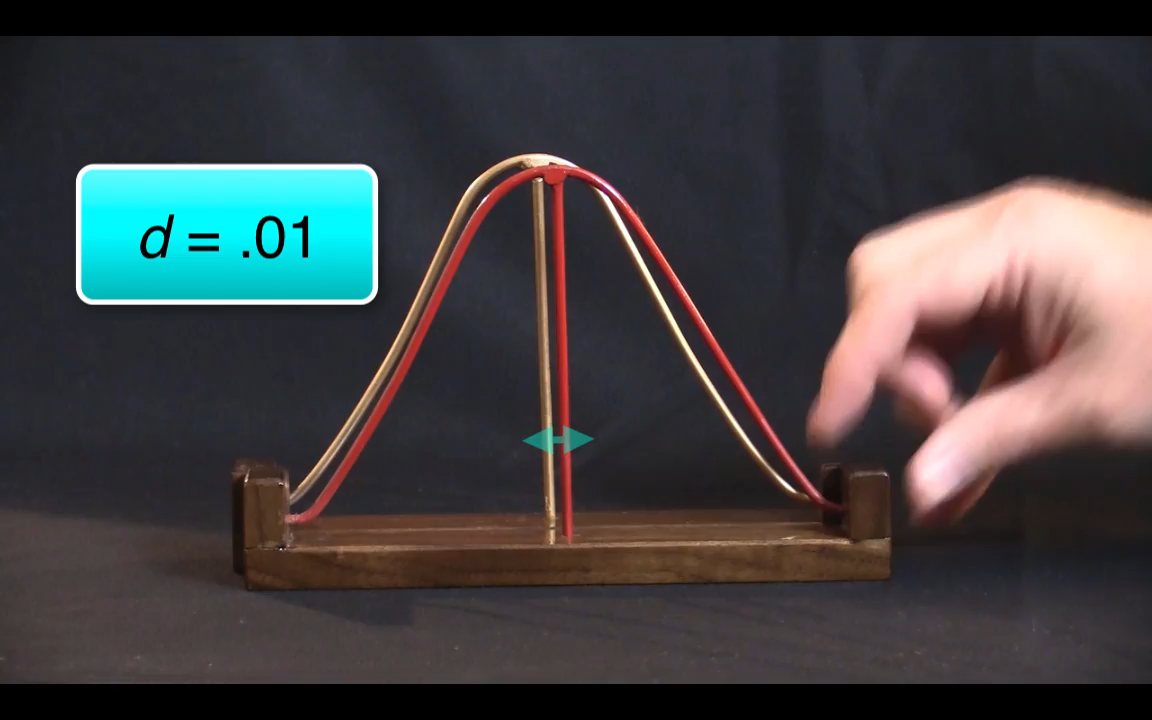 d = .01